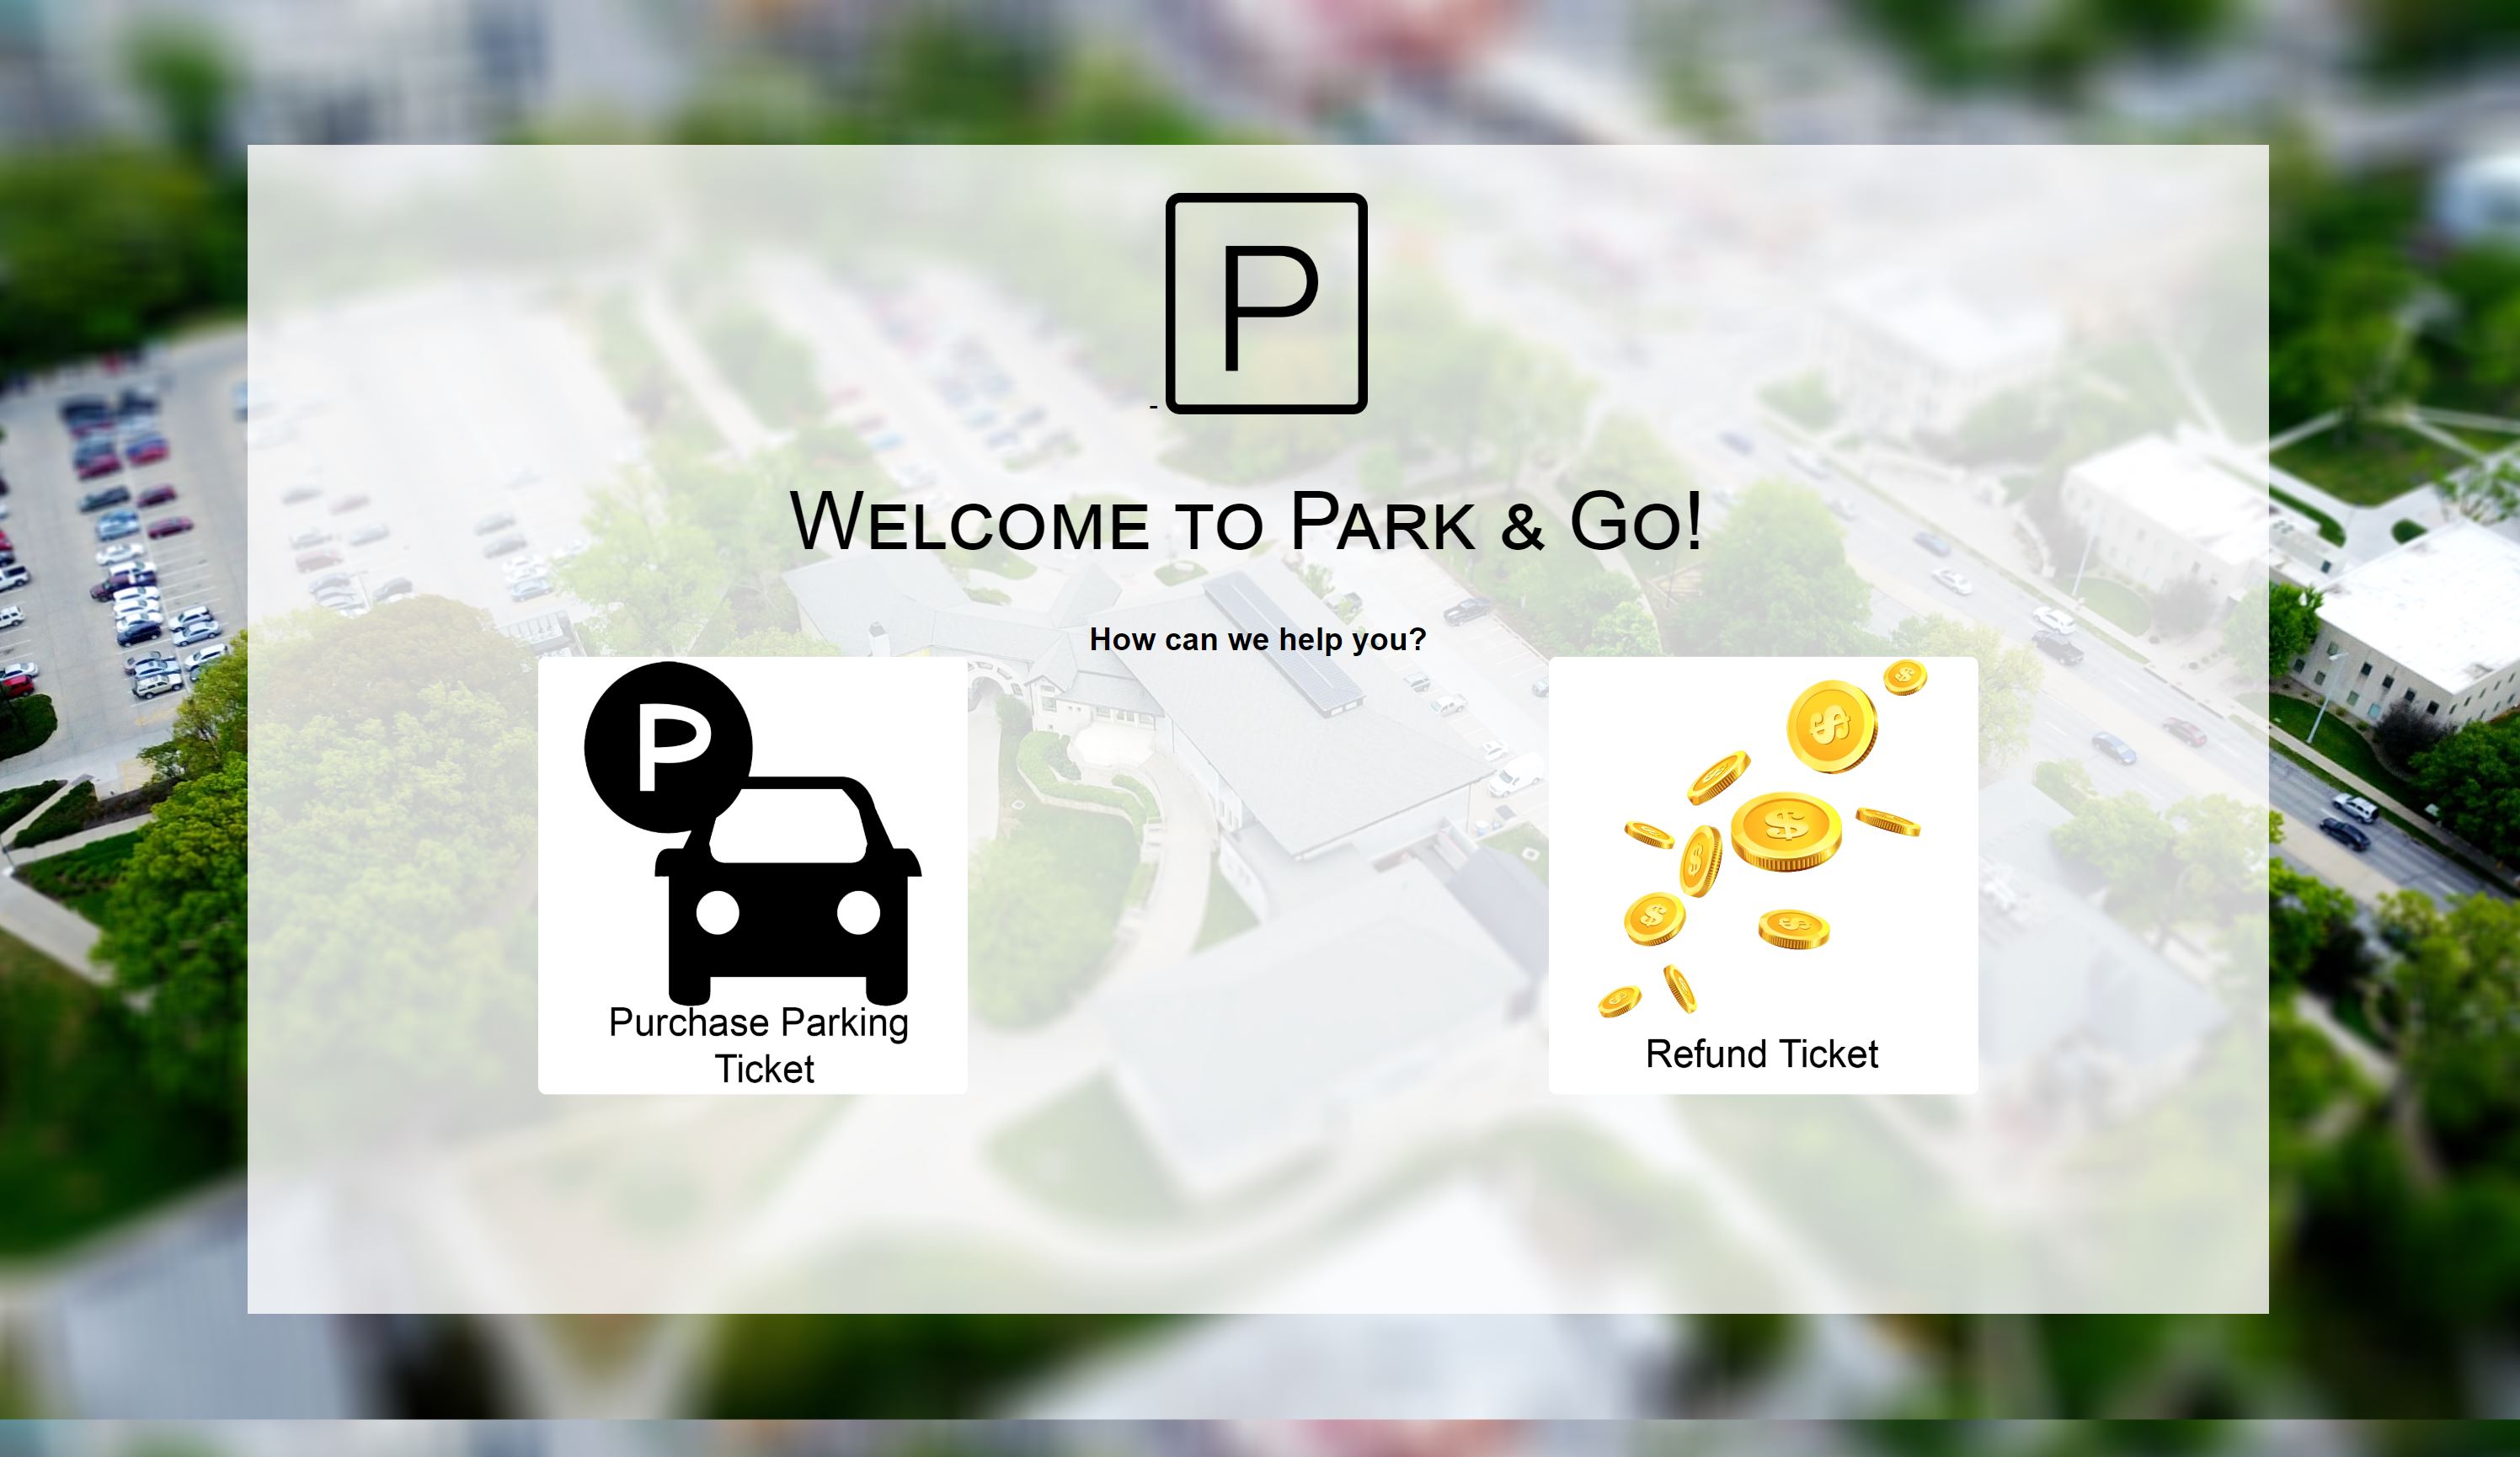 P
-
Welcome to Park & Go!
How can we help you?
P
Purchase Parking
Ticket
$
$
$
$
$
$
$
$
$
$
Refund Ticket